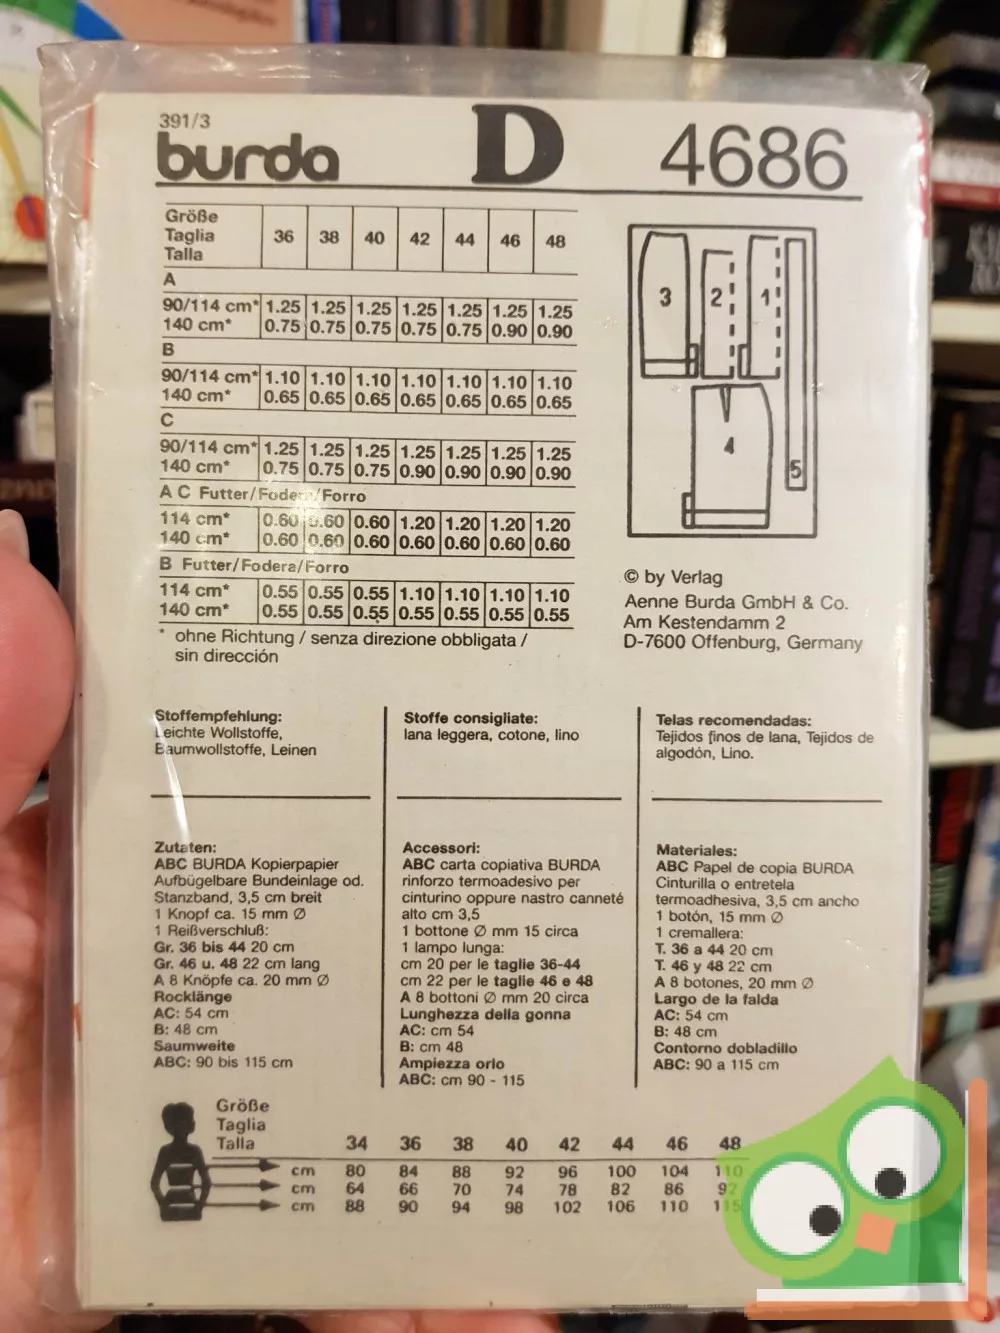 391/3
burda D 4686
Größe
Taglia
Talla
36 38 40 42 44 46 48
A
90/114 cm* 1.25 1.25 1.25 1.25 1.25 1.25 1.25
140 cm* 0.75 0.75 0.75 0.75 0.75 0.90 0.90
B
90/114 cm* 1.10 1.10 1.10 1.10 1.10 1.10 1.10
140 cm* 0.65 0.65 0.65 0.65 0.65 0.65 0.65
C
90/114 cm* 1.25 1.25 1.25 1.25 1.25 1.25 1.25
140 cm* 0.75 0.75 0.75 0.90 0.90 0.90 0.90
A C Futter/Fodera/Forro
114 cm* 0.60 0.60 0.60 1.20 1.20 1.20 1.20
140 cm* 0.60 0.60 0.60 0.60 0.60 0.60 0.60
B Futter/Fodera/Forro
114 cm* 0.55 0.55 0.55 1.10 1.10 1.10 1.10
140 cm* 0.55 0.55 0.55 0.55 0.55 0.55 0.55
* ohne Richtung / senza direzione obbligata /
sin dirección
3 2 1
4
5
© by Verlag
Aenne Burda GmbH & Co.
Am Kestendamm 2
D-7600 Offenburg, Germany
Stoffempfehlung:
Leichte Wollstoffe,
Baumwollstoffe, Leinen
Stoffe consigliate:
lana leggera, cotone, lino
Telas recomendadas:
Tejidos finos de lana, Tejidos de
algodón, Lino.
Zutaten:
ABC BURDA Kopierpapier
Aufbügelbare Bundeinlage od.
Stanzband, 3,5 cm breit
1 Knopf ca. 15 mm Ø
1 Reißverschluß:
Gr. 36 bis 44 20 cm
Gr. 46 u. 48 22 cm lang
A 8 Knöpfe ca. 20 mm Ø
Rocklänge
AC: 54 cm
B: 48 cm
Saumweite
ABC: 90 bis 115 cm
Accessori:
ABC carta copiativa BURDA
rinforzo termoadesivo per
cinturino oppure nastro canneté
alto cm 3,5
1 bottone Ø mm 15 circa
1 lampo lunga:
cm 20 per le taglie 36-44
cm 22 per le taglie 46 e 48
A 8 bottoni Ø mm 20 circa
Lunghezza della gonna
AC: cm 54
B: cm 48
Ampiezza orlo
ABC: cm 90 - 115
Materiales:
ABC Papel de copia BURDA
Cinturilla o entretela
termoadhesiva, 3,5 cm ancho
1 botón, 15 mm Ø
1 cremallera:
T. 36 a 44 20 cm
T. 46 y 48 22 cm
A 8 botones, 20 mm Ø
Largo de la falda
AC: 54 cm
B: 48 cm
Contorno dobladillo
ABC: 90 a 115 cm
Größe
Taglia
Talla 34 36 38 40 42 44 46 48
cm 80 84 88 92 96 100 104 110
cm 64 66 70 74 78 82 86 92
cm 88 90 94 98 102 106 110 115